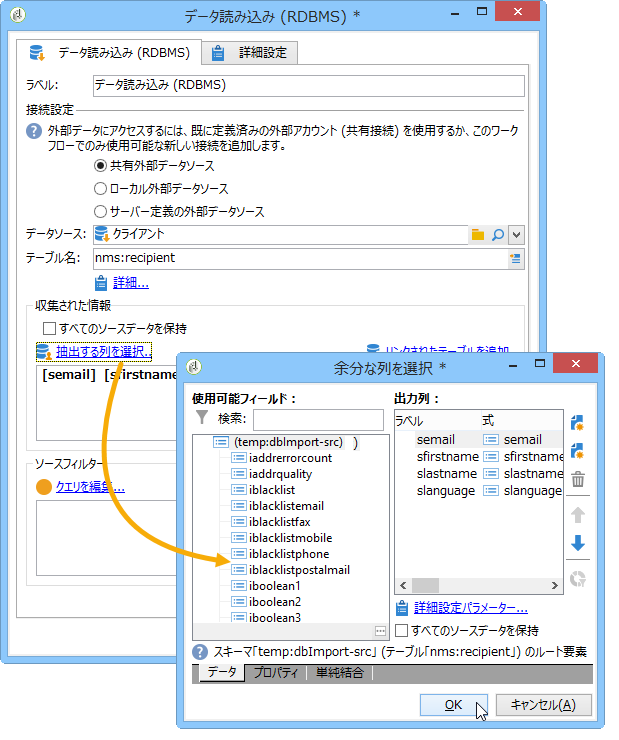 データ読み込み (RDBMS) *
データ読み込み (RDBMS)
詳細設定
ラベル:
データ読み込み (RDBMS)
接続設定
外部データにアクセスするには、既に定義済みの外部アカウント (共有接続) を使用するか、このワーク
フローでのみ使用可能な新しい接続を追加します。
共有外部データソース
ローカル外部データソース
サーバー定義の外部データソース
データソース:
クライアント
テーブル名:
nms:recipient
詳細...
収集された情報
すべてのソースデータを保持
抽出する列を選択...
リンクされたテーブルを追加
[semail] [sfirstname
ソースフィルター
クエリを編集...
余分な列を選択 *
使用可能フィールド:
検索:
(temp:dbImport-src) )
iaddrerrorcount
iaddrquality
iblacklist
iblacklistemail
iblacklistfax
iblacklistmobile
iblacklistphone
iblacklistpostalmail
iboolean1
iboolean2
iboolean3
出力列:
ラベル 式
semail semail
sfirstname sfirstname
slastname slastname
slanguage slanguage
詳細設定パラメーター...
すべてのソースデータを保持
スキーマ「temp:dbImport-src」 (テーブル「nms:recipient」) のルート要素
データ プロパティ 単純結合
OK キャンセル(A)